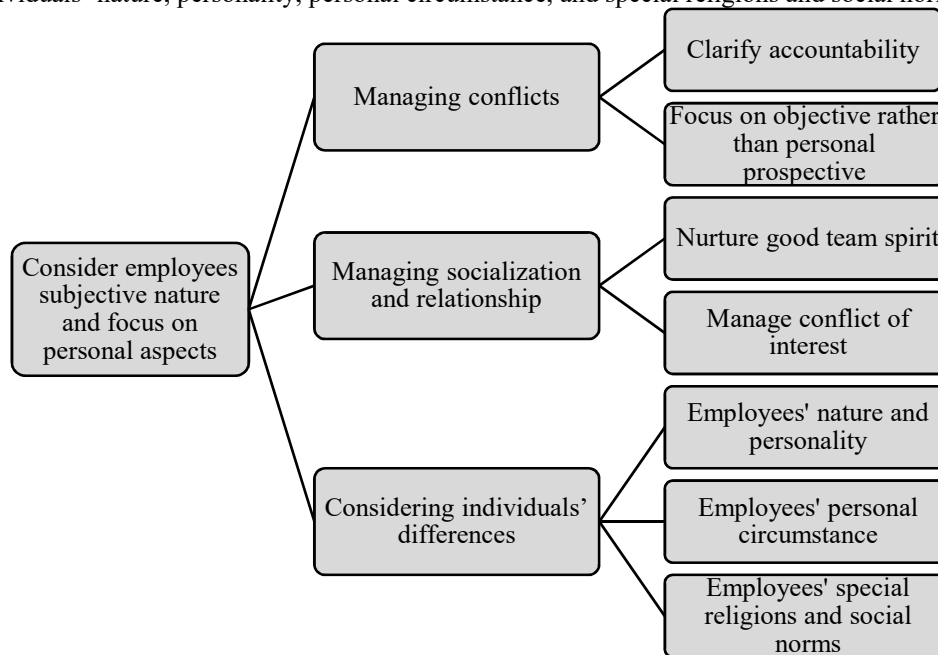 nature, personality, personal circumstance, and special religions and social
Clarify accountability
Managing conflicts
Focus on objective rather
than personal
prospective
Nurture good team spirit
Consider employees
subjective nature
and focus on
personal aspects
Managing socialization
and relationship
Manage conflict of
interest
Employees' nature and
personality
Considering individuals’
differences
Employees' personal
circumstance
Employees' special
religions and social
norms